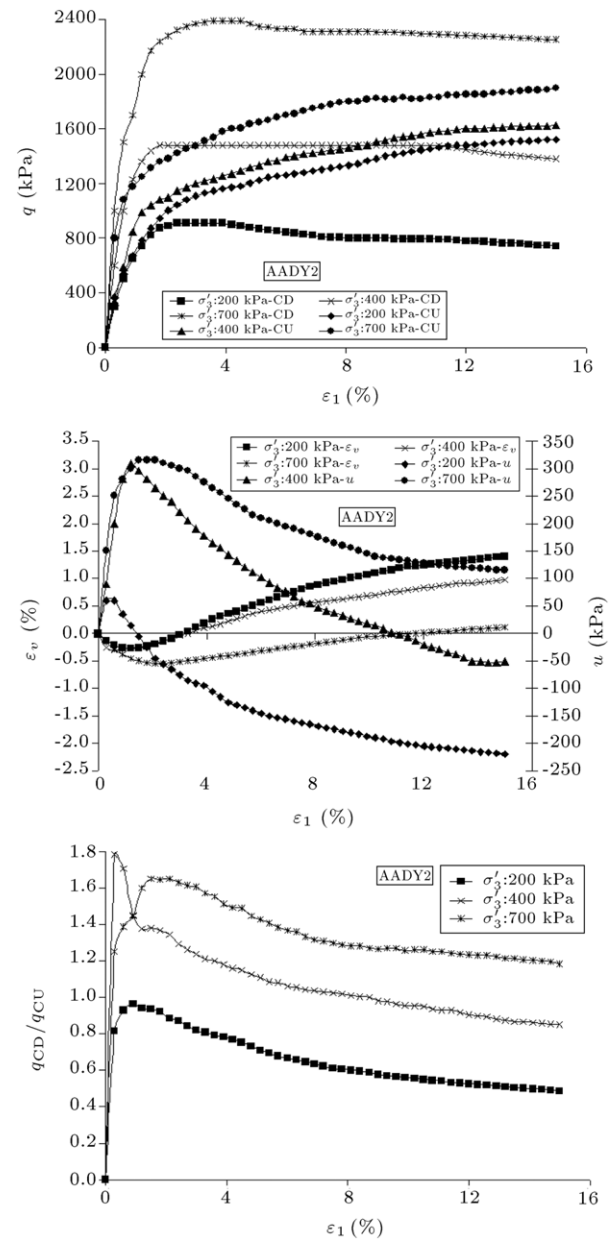 2400
2000
1600
1200
800
400
0
q (kPa)
AADY2
σ′3:200 kPa-CD
σ′3:400 kPa-CD
σ′3:700 kPa-CD
σ′3:200 kPa-CU
σ′3:400 kPa-CU
σ′3:700 kPa-CU
0 4 8 12 16
ε1 (%)
3.5
3.0
2.5
2.0
1.5
1.0
0.5
0.0
-0.5
-1.0
-1.5
-2.0
-2.5
εv (%)
σ′3:200 kPa-εv
σ′3:400 kPa-εv
σ′3:700 kPa-εv
σ′3:200 kPa-u
σ′3:400 kPa-u
σ′3:700 kPa-u
AADY2
350
300
250
200
150
100
50
0
-50
-100
-150
-200
-250
u (kPa)
0 4 8 12 16
ε1 (%)
1.8
1.6
1.4
1.2
1.0
0.8
0.6
0.4
0.2
0.0
qCD/qCU
AADY2
σ′3:200 kPa
σ′3:400 kPa
σ′3:700 kPa
0 4 8 12 16
ε1 (%)